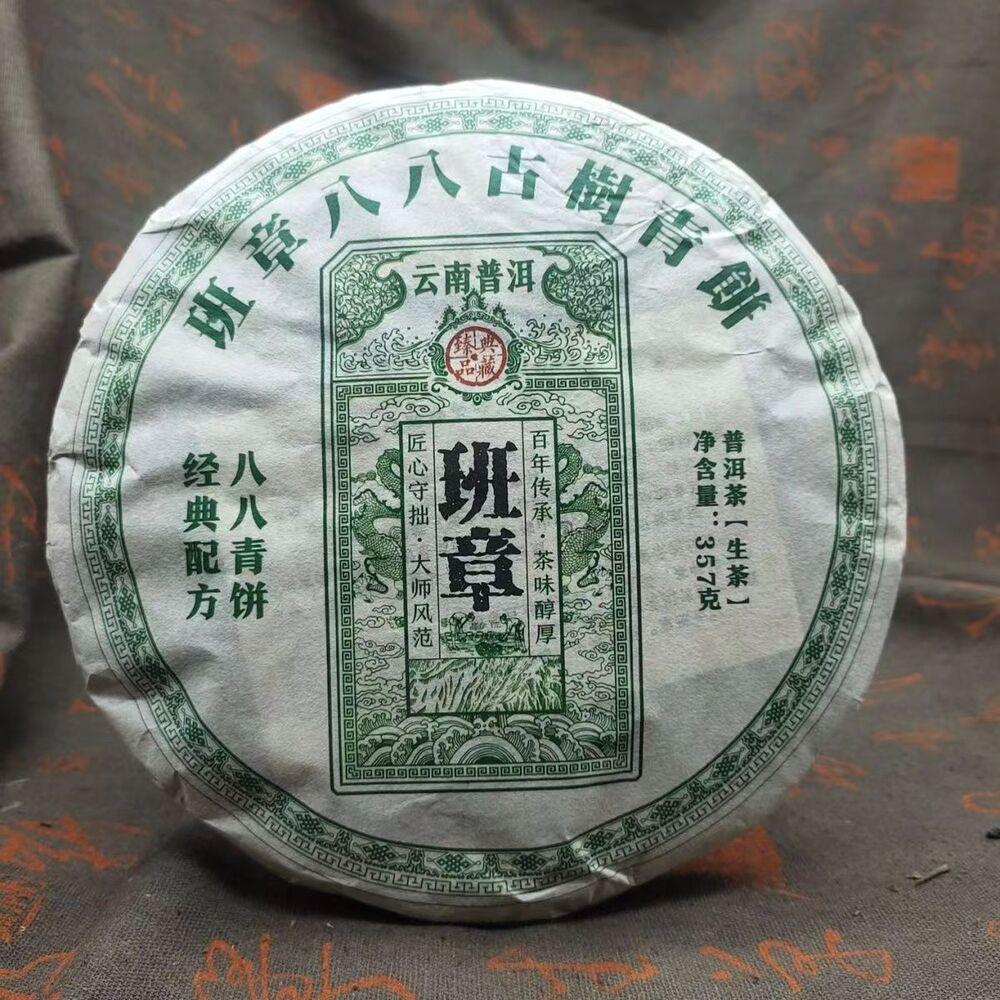 班章八八古樹青餅
云南普洱
典藏
臻品
百年传承·茶味醇厚
班章
匠心守拙·大师风范
普洱茶【生茶】
净含量：357克
八八青饼
经典配方